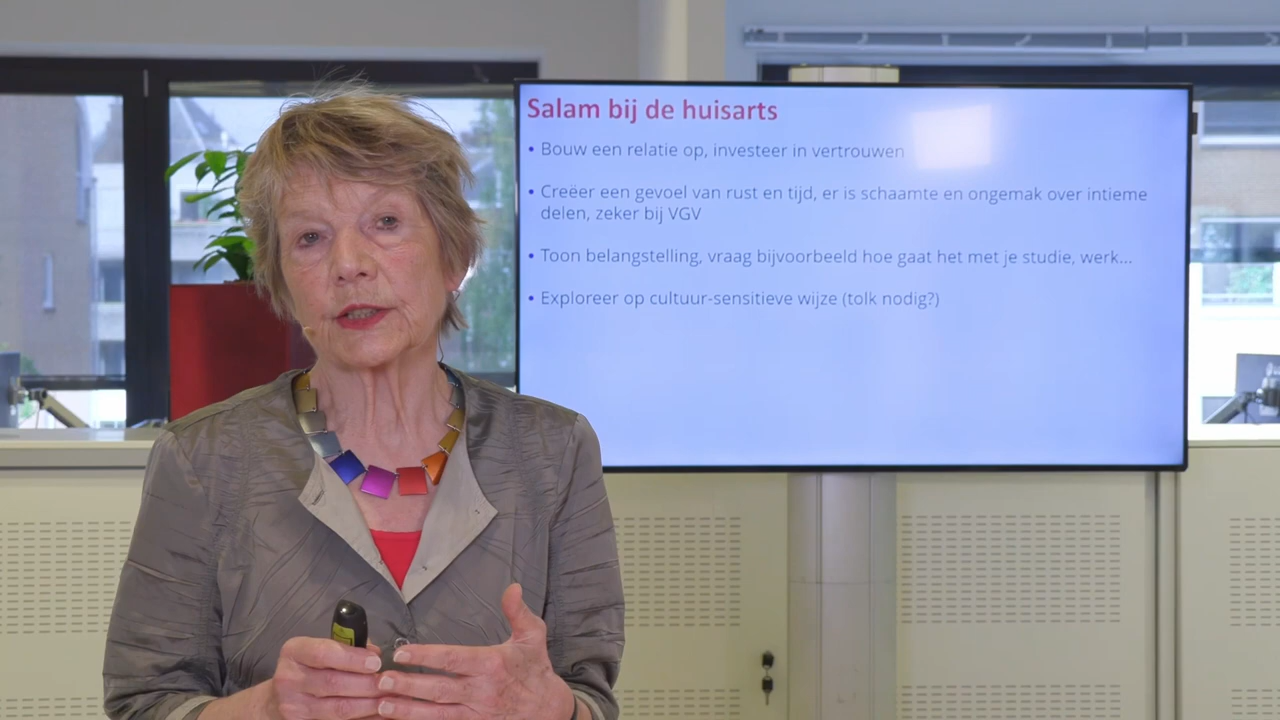 Salam bij de huisarts
• Bouw een relatie op, investeer in vertrouwen
• Creëer een gevoel van rust en tijd, er is schaamte en ongemak over intieme
delen, zeker bij VGV
• Toon belangstelling, vraag bijvoorbeeld hoe gaat het met je studie, werk...
• Exploreer op cultuur-sensitieve wijze (tolk nodig?)